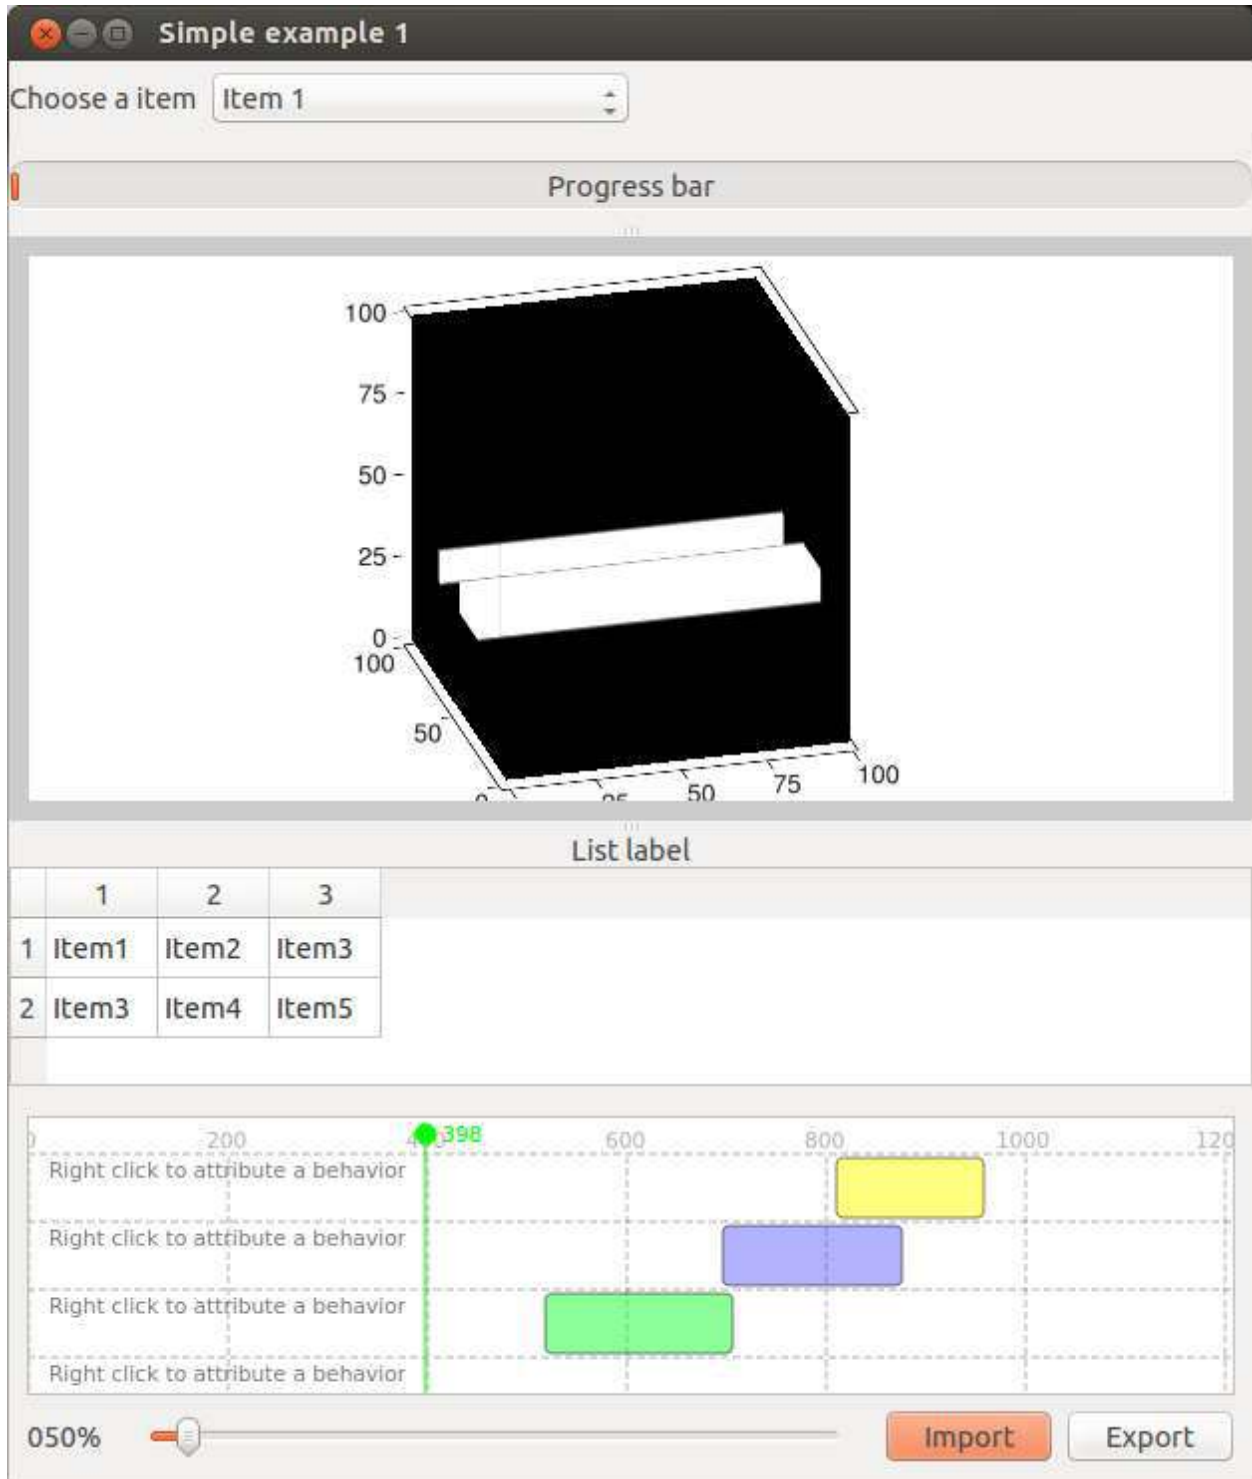 Simple example 1
Choose a item Item 1
Progress bar
100
75
50
25
0
100
50
50 75 100
List label
1 2 3
1 Item1 Item2 Item3
2 Item3 Item4 Item5
200 398 600 800 1000 120
Right click to attribute a behavior
Right click to attribute a behavior
Right click to attribute a behavior
Right click to attribute a behavior
050% Import Export